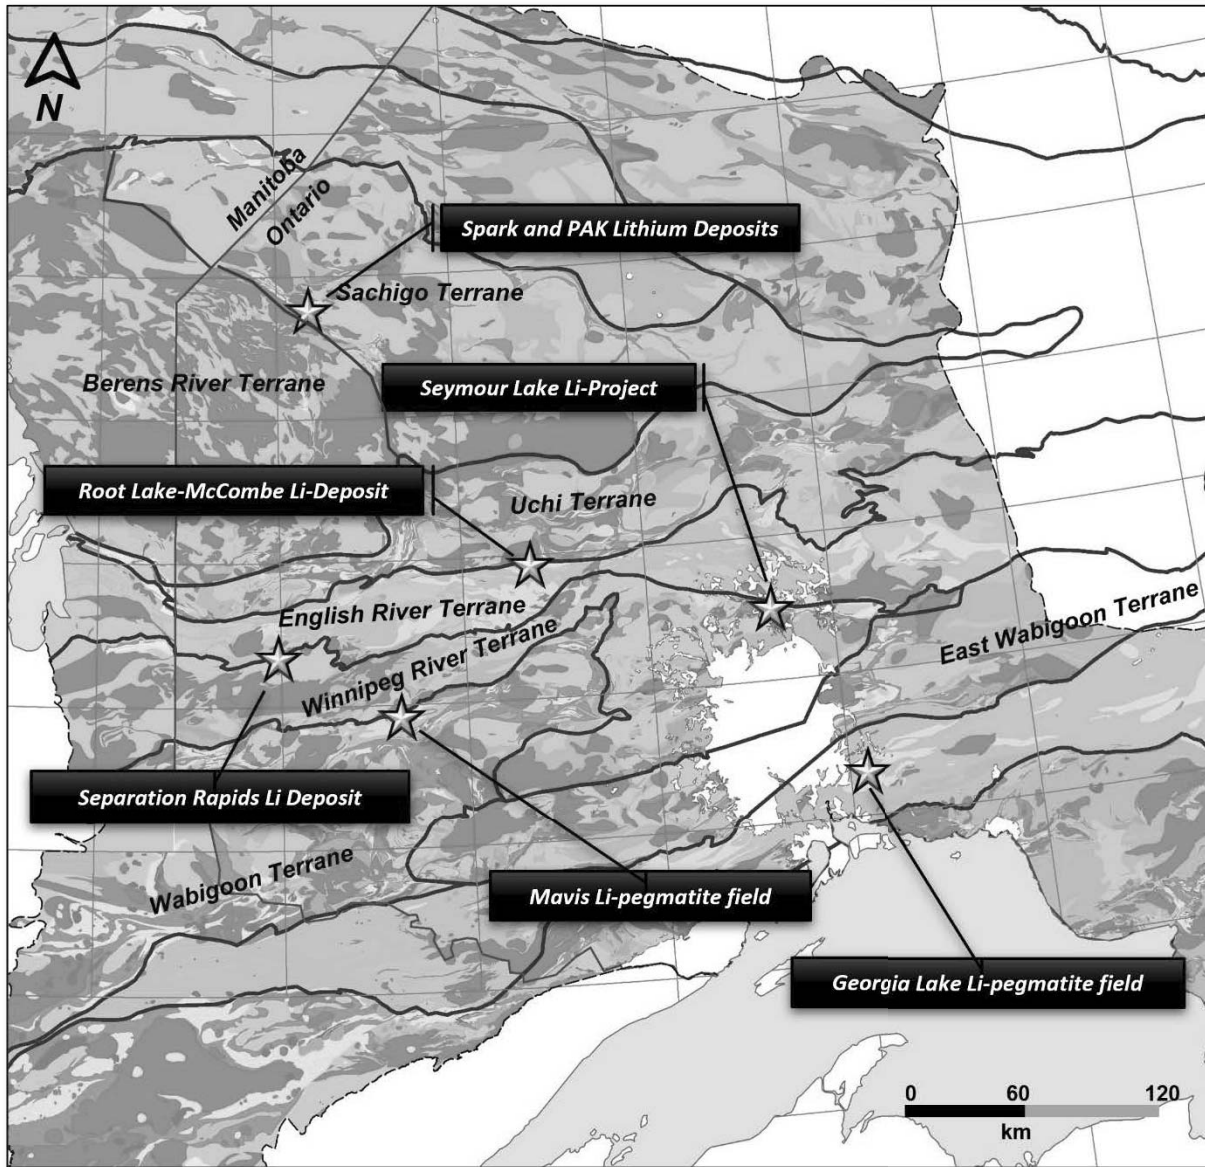 N
Manitoba
Ontario
Spark and PAK Lithium Deposits
Sachigo Terrane
Berens River Terrane
Seymour Lake Li-Project
Root Lake-McCombe Li-Deposit
Uchi Terrane
English River Terrane
East Wabigoon Terrane
Winnipeg River Terrane
Separation Rapids Li Deposit
Wabigoon Terrane
Mavis Li-pegmatite field
Georgia Lake Li-pegmatite field
0 60 120
km